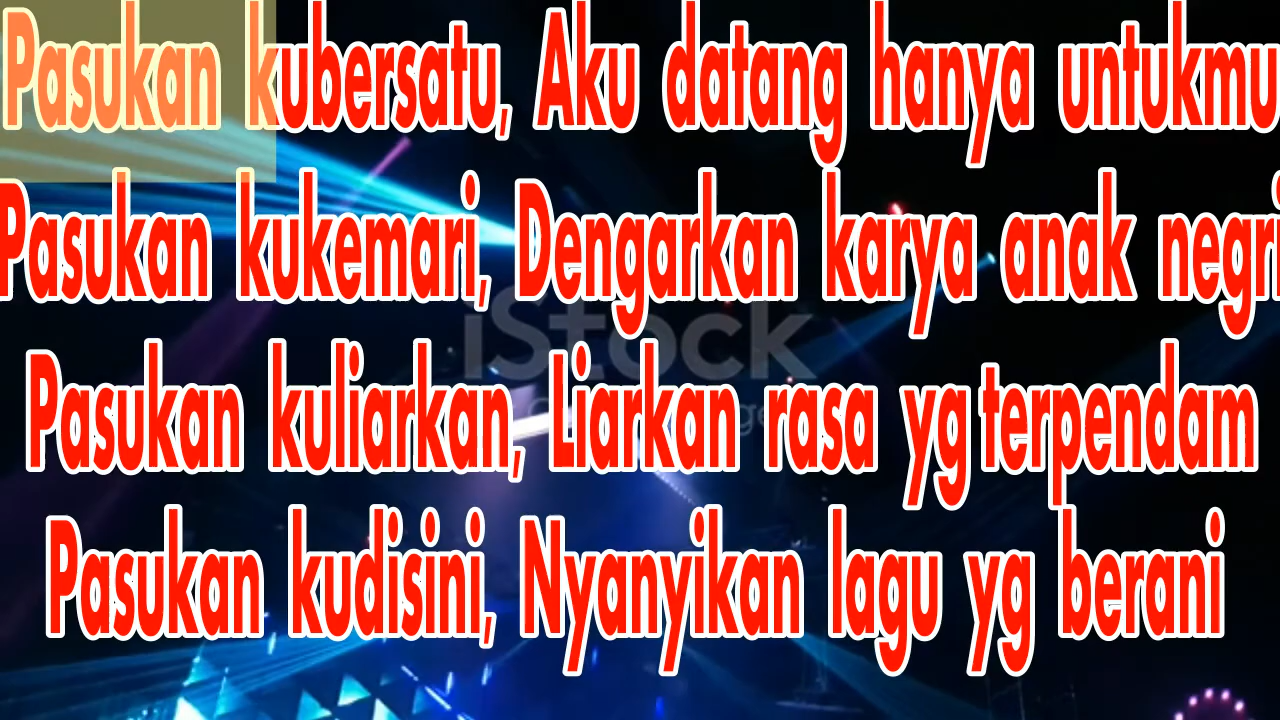 Pasukan kubersatu, Aku datang hanya untukmu
Pasukan kukemari, Dengarkan karya anak negri
Pasukan kuliarkan, Liarkan rasa yg terpendam
Pasukan kudisini, Nyanyikan lagu yg berani
iStock